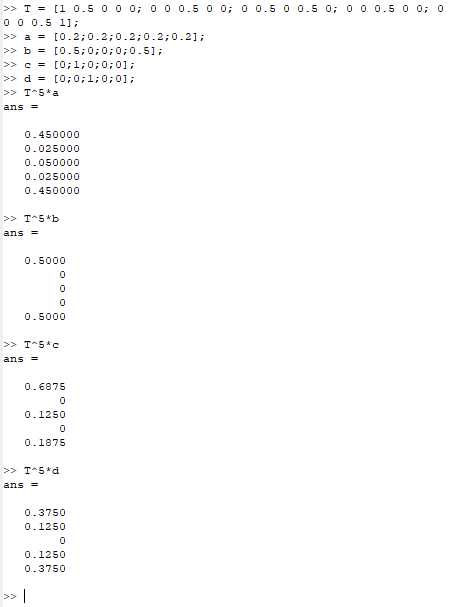 >> T = [1 0.5 0 0 0; 0 0 0.5 0 0; 0 0.5 0 0.5 0; 0 0 0.5 0 0; 0
0 0 0.5 1];
>> a = [0.2;0.2;0.2;0.2;0.2];
>> b = [0.5;0;0;0;0.5];
>> c = [0;1;0;0;0];
>> d = [0;0;1;0;0];
>> T^5*a
ans =
0.450000
0.025000
0.050000
0.025000
0.450000
>> T^5*b
ans =
0.5000
0
0
0
0.5000
>> T^5*c
ans =
0.6875
0
0.1250
0
0.1875
>> T^5*d
ans =
0.3750
0.1250
0
0.1250
0.3750
>>